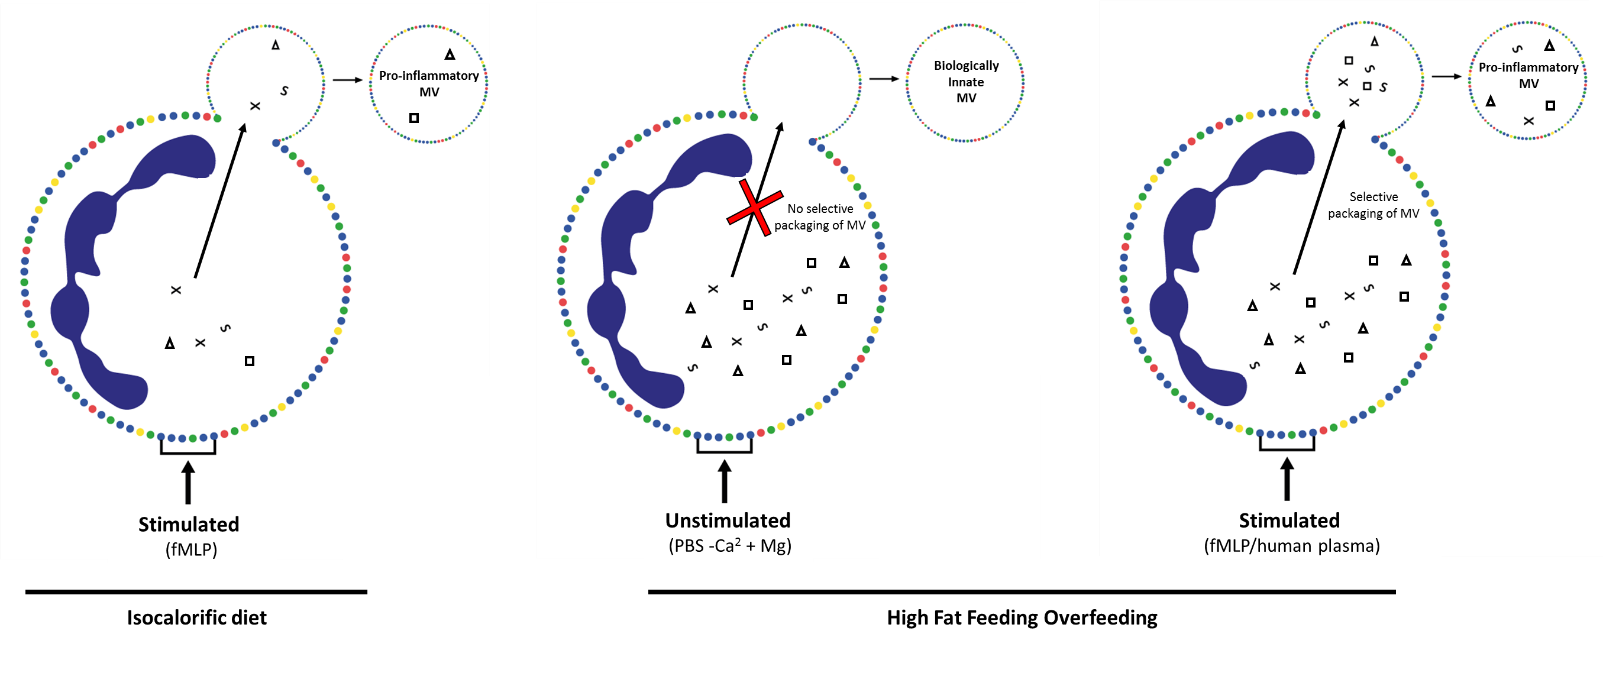 Pro-inflammatory
MV
Stimulated
(fMLP)
Isocalorific diet
Biologically
Innate
MV
No selective
packaging of MV
Unstimulated
(PBS -Ca² + Mg)
Pro-inflammatory
MV
Selective
packaging of MV
Stimulated
(fMLP/human plasma)
High Fat Feeding Overfeeding